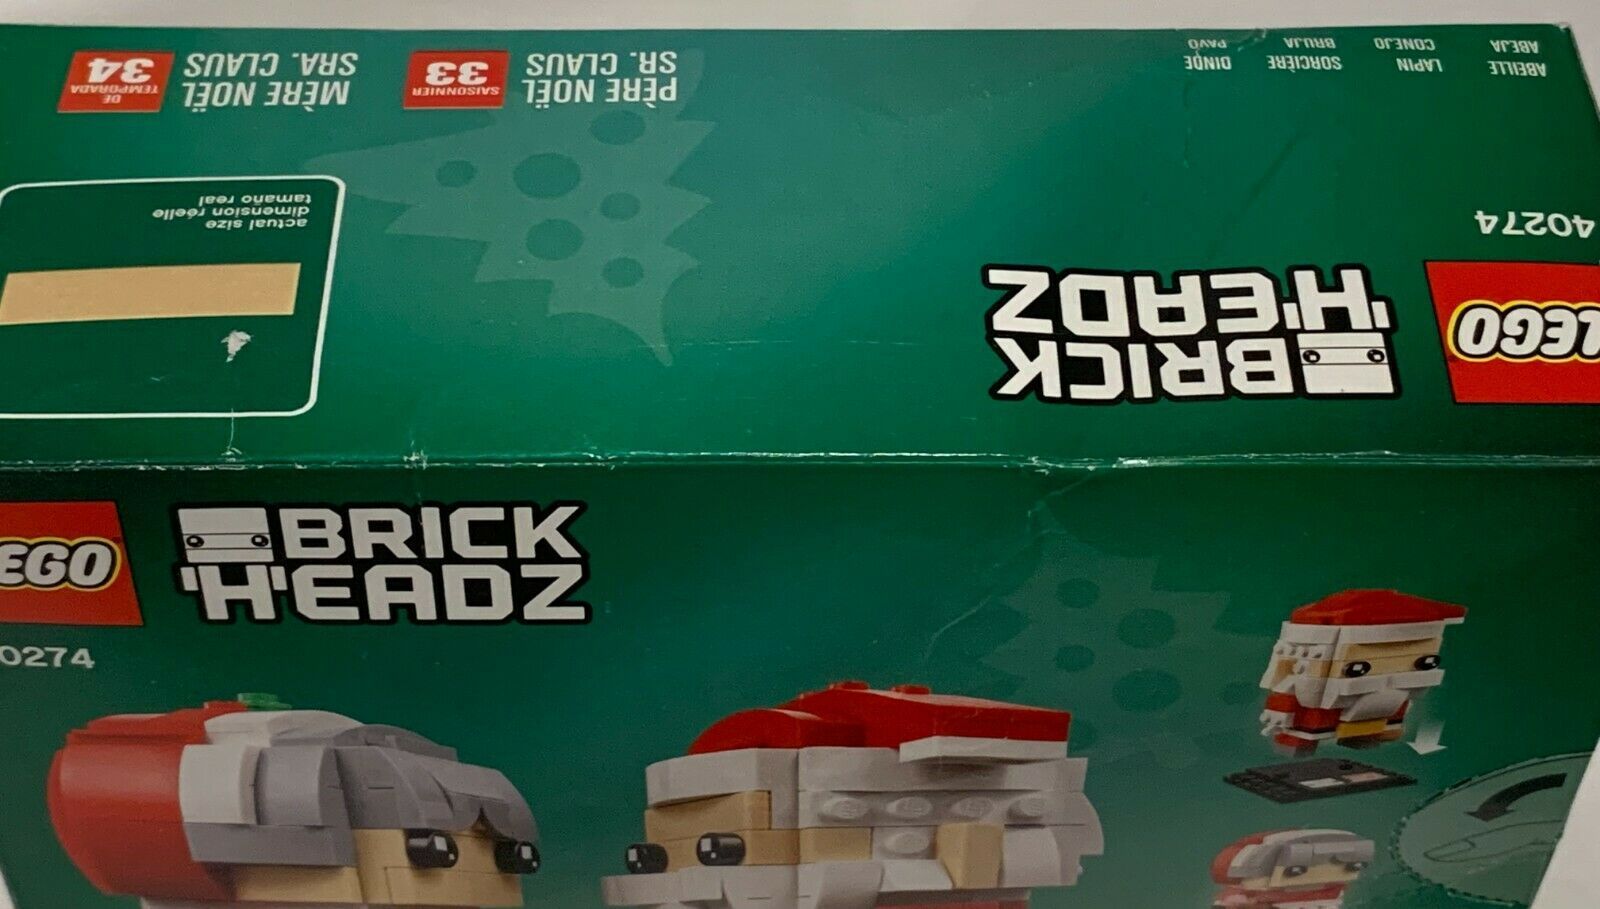 DE
TEMPORADA
34
MÈRE NOËL
SRA. CLAUS
SAISONNIER
33
PÈRE NOËL
SR. CLAUS
DINDE
PAVO
SORCIÈRE
BRUJA
LAPIN
CONEJO
ABEILLE
ABEJA
actual size
dimension réelle
tamaño real
40274
LEGO
BRICK
HEADZ
EGO
BRICK
HEADZ
0274